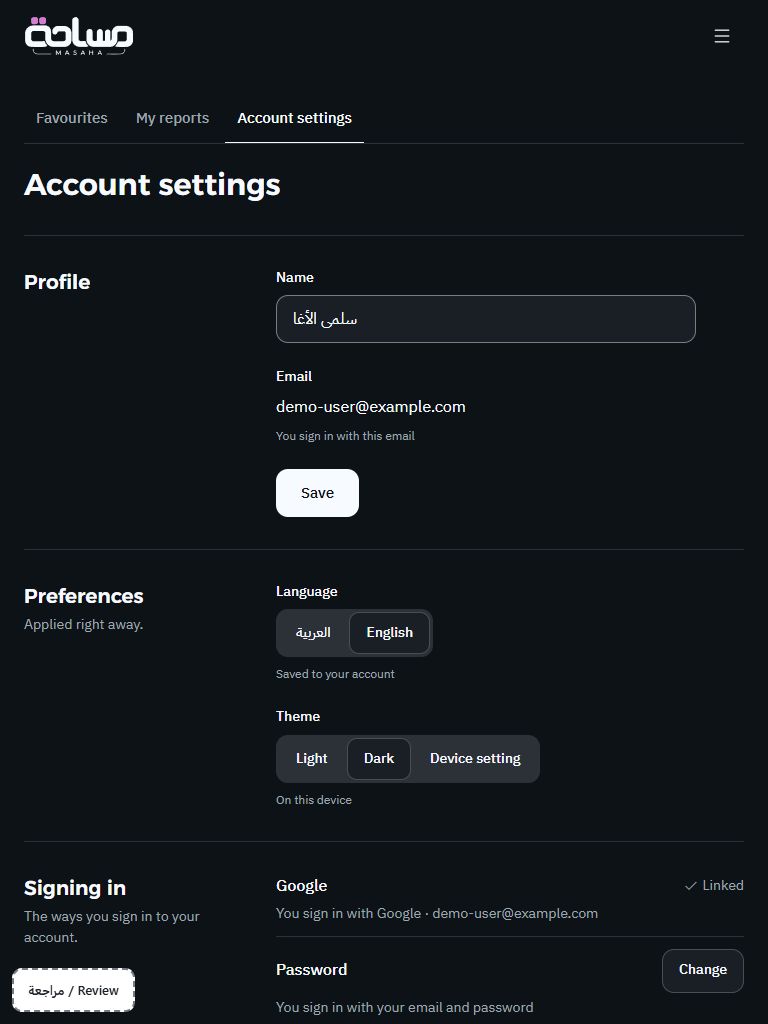 مساحة
MASAHA
Favourites
My reports
Account settings
Account settings
Profile
Name
سلمى الأغا
Email
demo-user@example.com
You sign in with this email
Save
Preferences
Applied right away.
Language
العربية
English
Saved to your account
Theme
Light
Dark
Device setting
On this device
Signing in
The ways you sign in to your
account.
Google
Linked
You sign in with Google · demo-user@example.com
Password
Change
You sign in with your email and password
مراجعة / Review